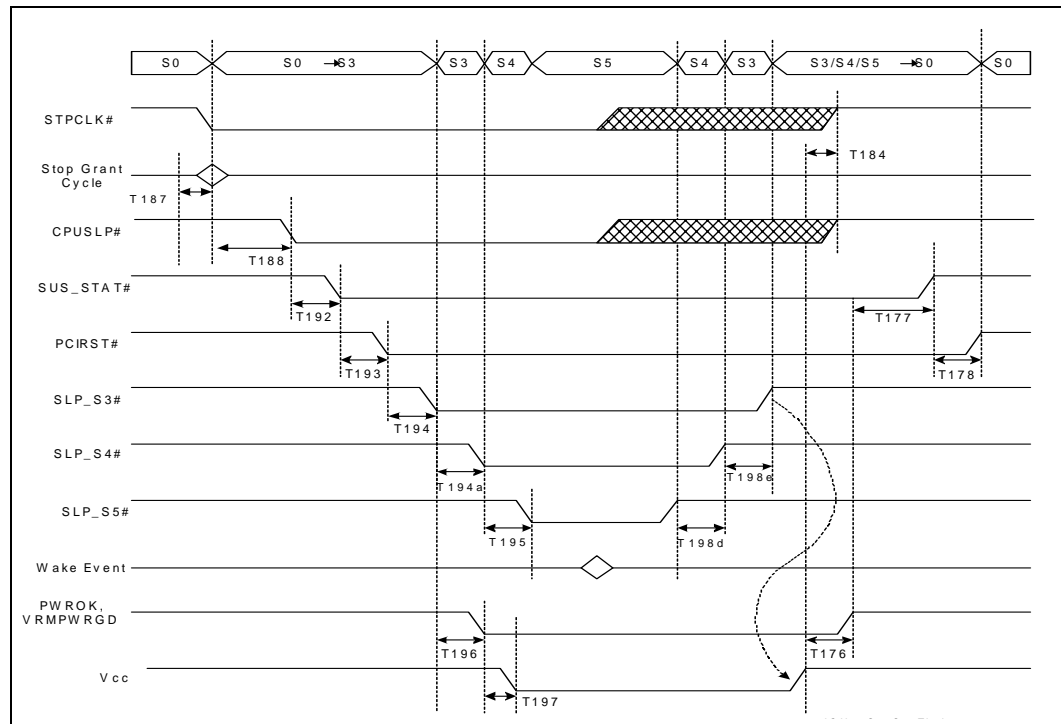 S0 S0 → S3 S3 S4 S5 S4 S3 S3/S4/S5 → S0 S0
STPCLK#
T184
Stop Grant
Cycle
T187
CPUSLP#
T188
SUS_STAT#
T192
T177
PCIRST#
T193
T178
SLP_S3#
T194
SLP_S4#
T194a
T198e
SLP_S5#
T195
T198d
Wake Event
PWROK,
VRMPWRGD
T196
T176
Vcc
T197